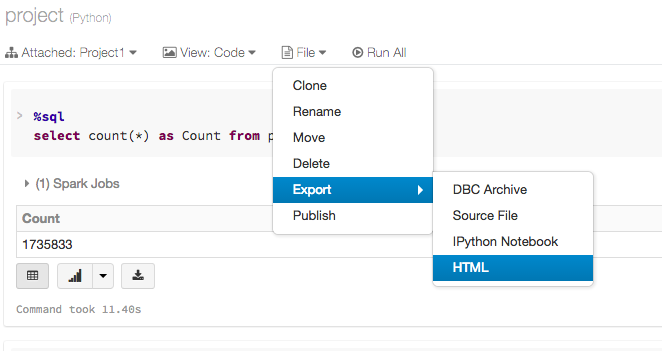 project (Python)
Attached: Project1 View: Code File Run All
Clone
Rename
Move
Delete
Export
Publish
DBC Archive
Source File
IPython Notebook
HTML
> %sql
select count(*) as Count from p
(1) Spark Jobs
Count
1735833
Command took 11.40s